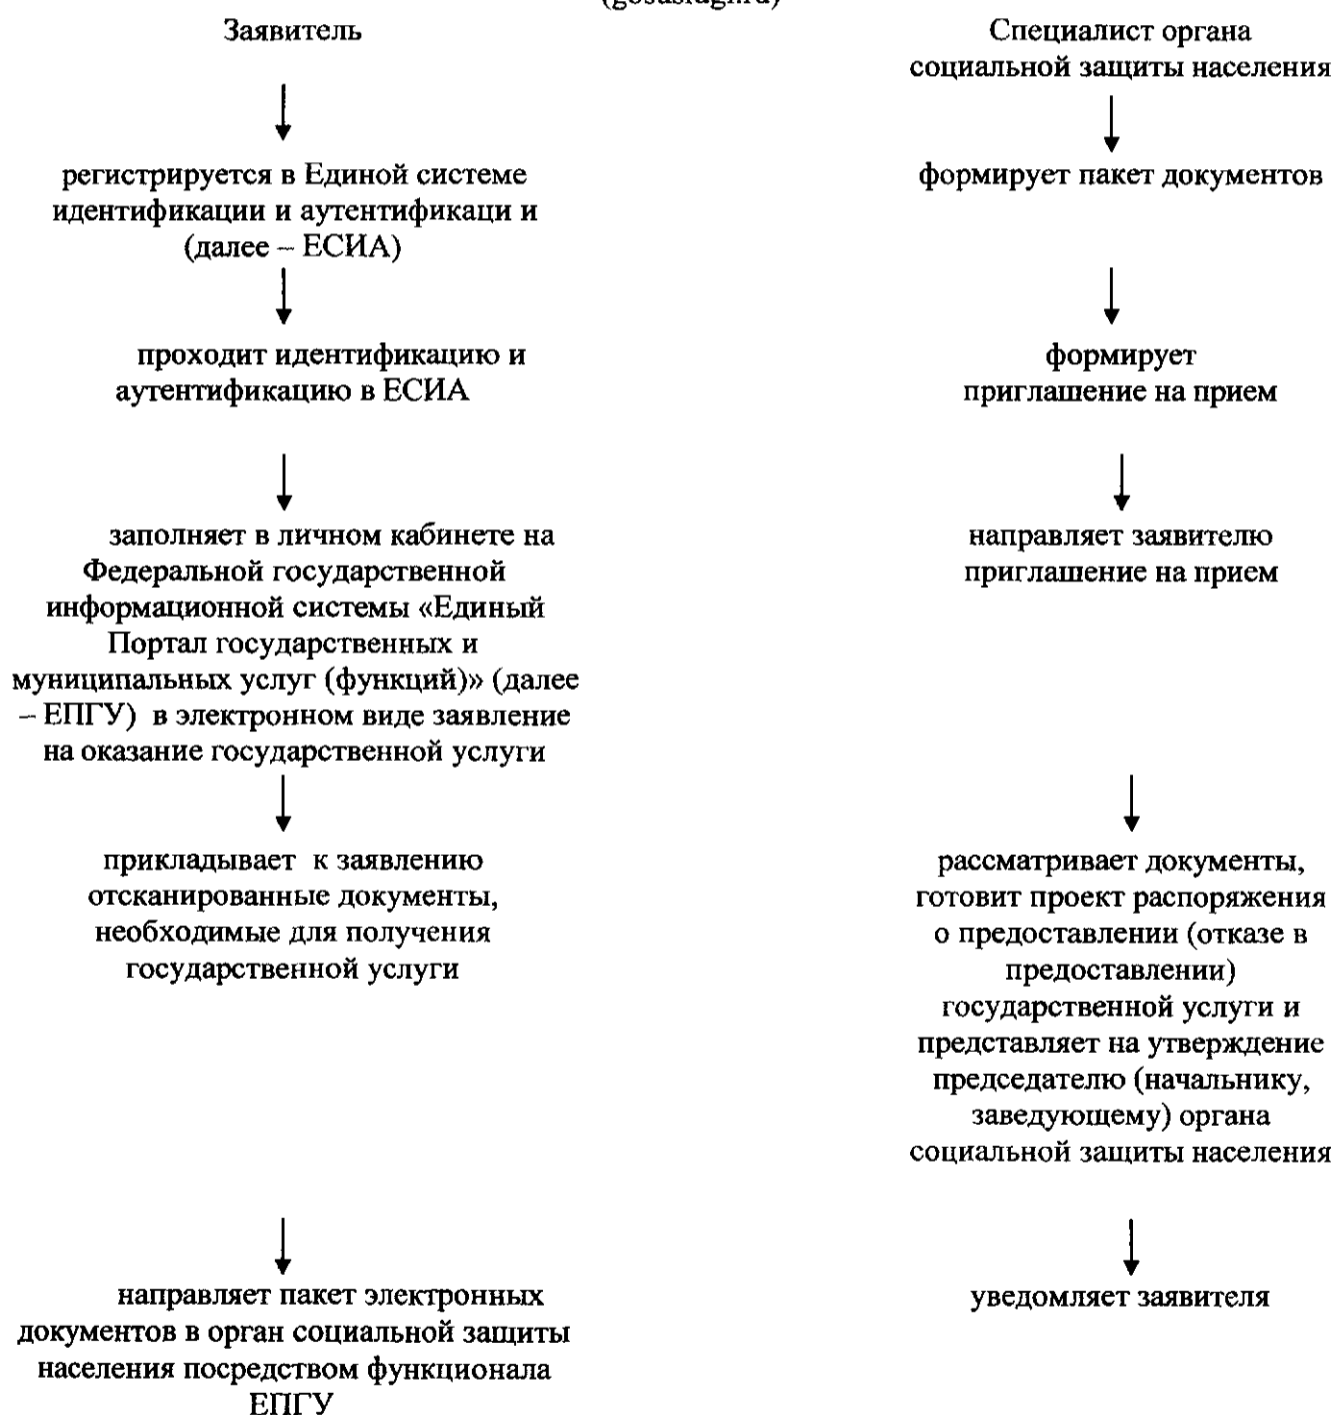 Заявитель
регистрируется в Единой системе
идентификации и аутентификаци и
(далее – ЕСИА)
проходит идентификацию и
аутентификацию в ЕСИА
заполняет в личном кабинете на
Федеральной государственной
информационной системы «Единый
Портал государственных и
муниципальных услуг (функций)» (далее
– ЕПГУ) в электронном виде заявление
на оказание государственной услуги
прикладывает к заявлению
отсканированные документы,
необходимые для получения
государственной услуги
направляет пакет электронных
документов в орган социальной защиты
населения посредством функционала
ЕПГУ
Специалист органа
социальной защиты населения
формирует пакет документов
формирует
приглашение на прием
направляет заявителю
приглашение на прием
рассматривает документы,
готовит проект распоряжения
о предоставлении (отказе в
предоставлении)
государственной услуги и
представляет на утверждение
председателю (начальнику,
заведующему) органа
социальной защиты населения
уведомляет заявителя